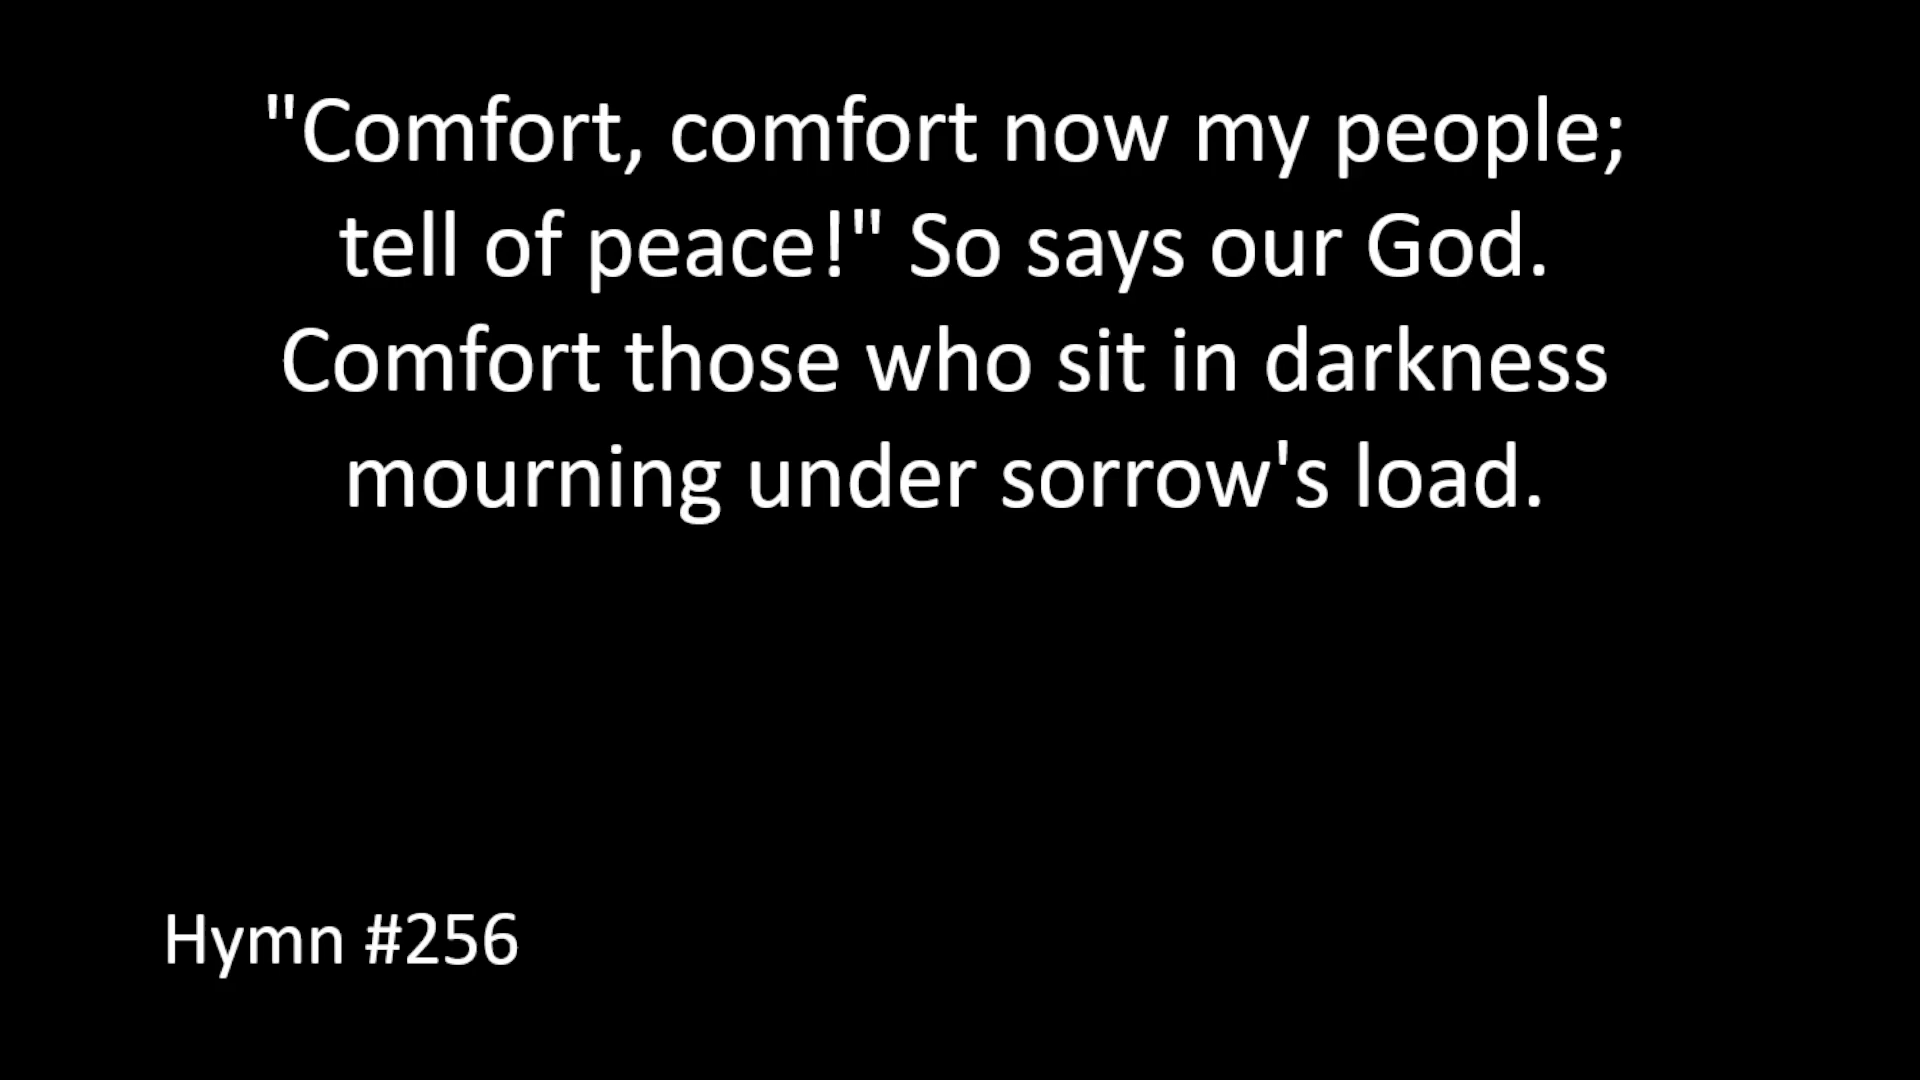 "Comfort, comfort now my people;
tell of peace!" So says our God.
Comfort those who sit in darkness
mourning under sorrow's load.
Hymn #256